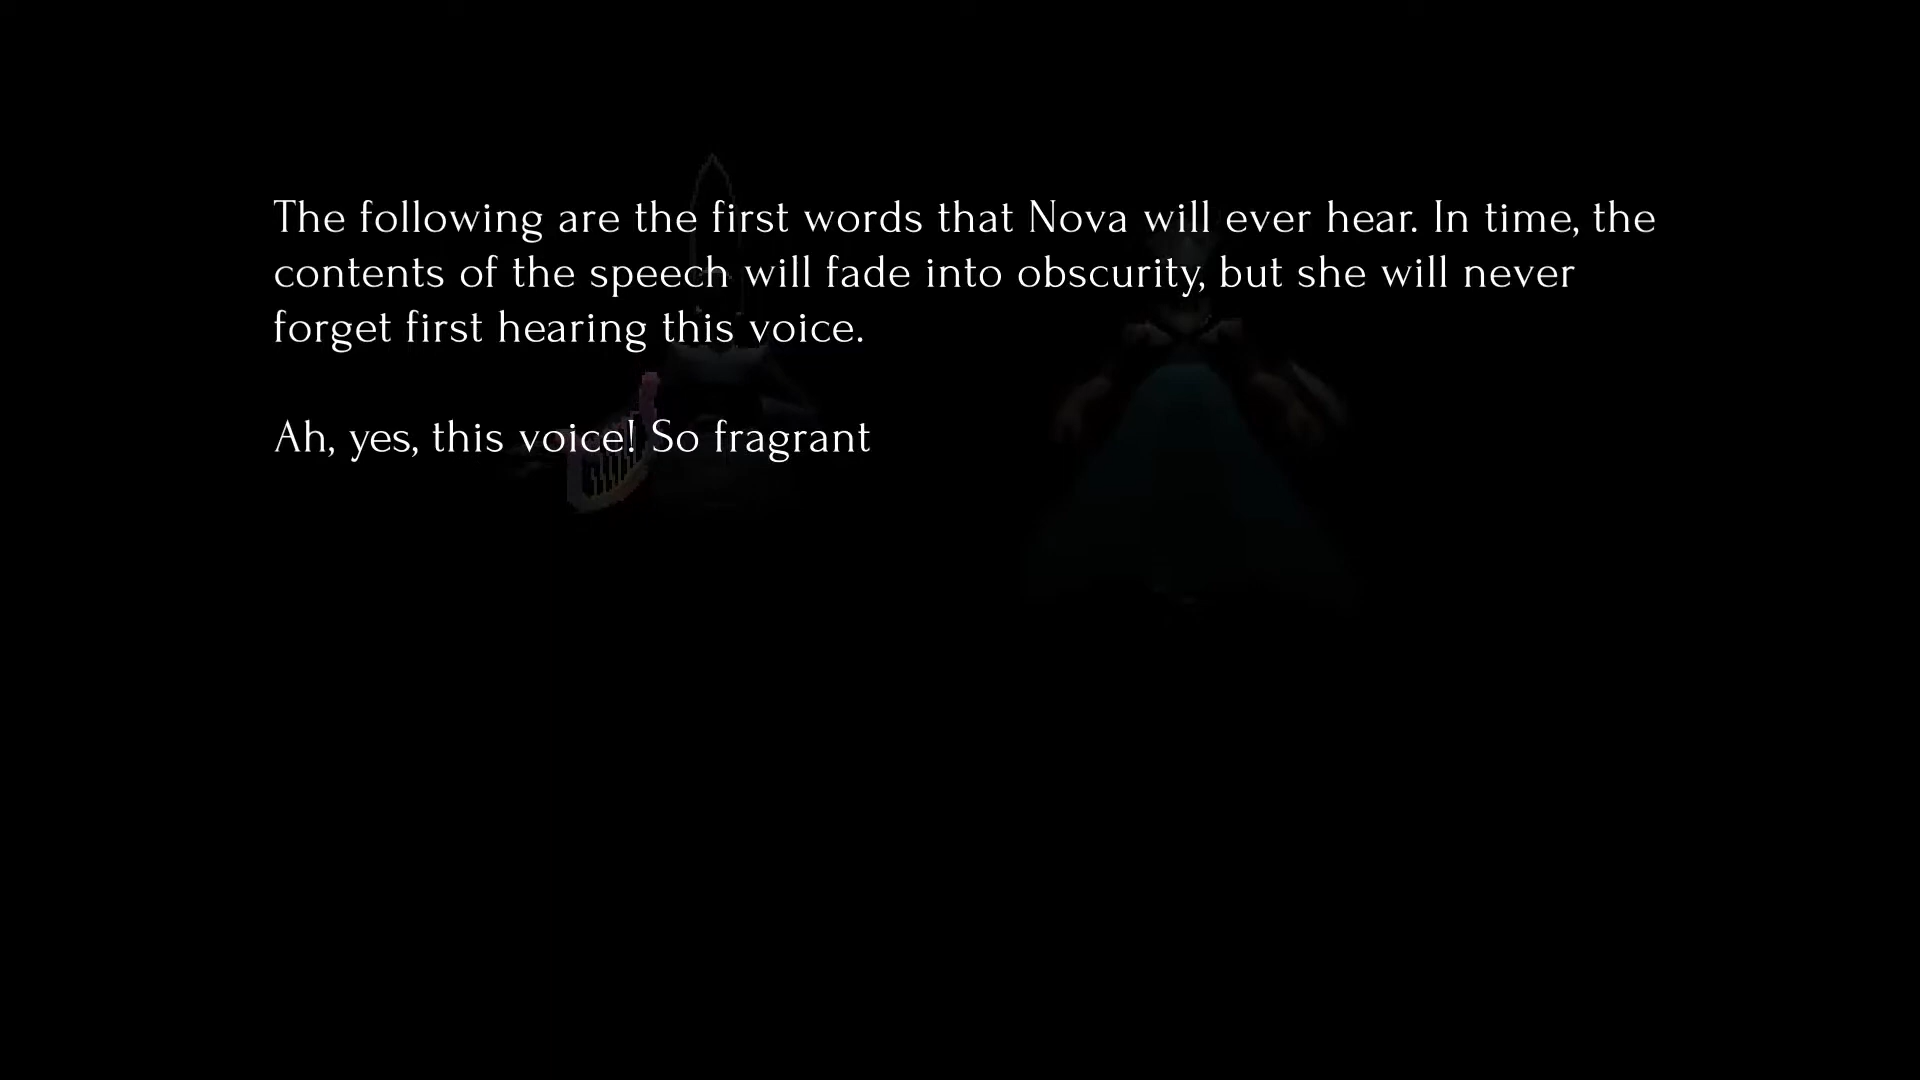 The following are the first words that Nova will ever hear. In time, the
contents of the speech will fade into obscurity, but she will never
forget first hearing this voice.
Ah, yes, this voice! So fragrant